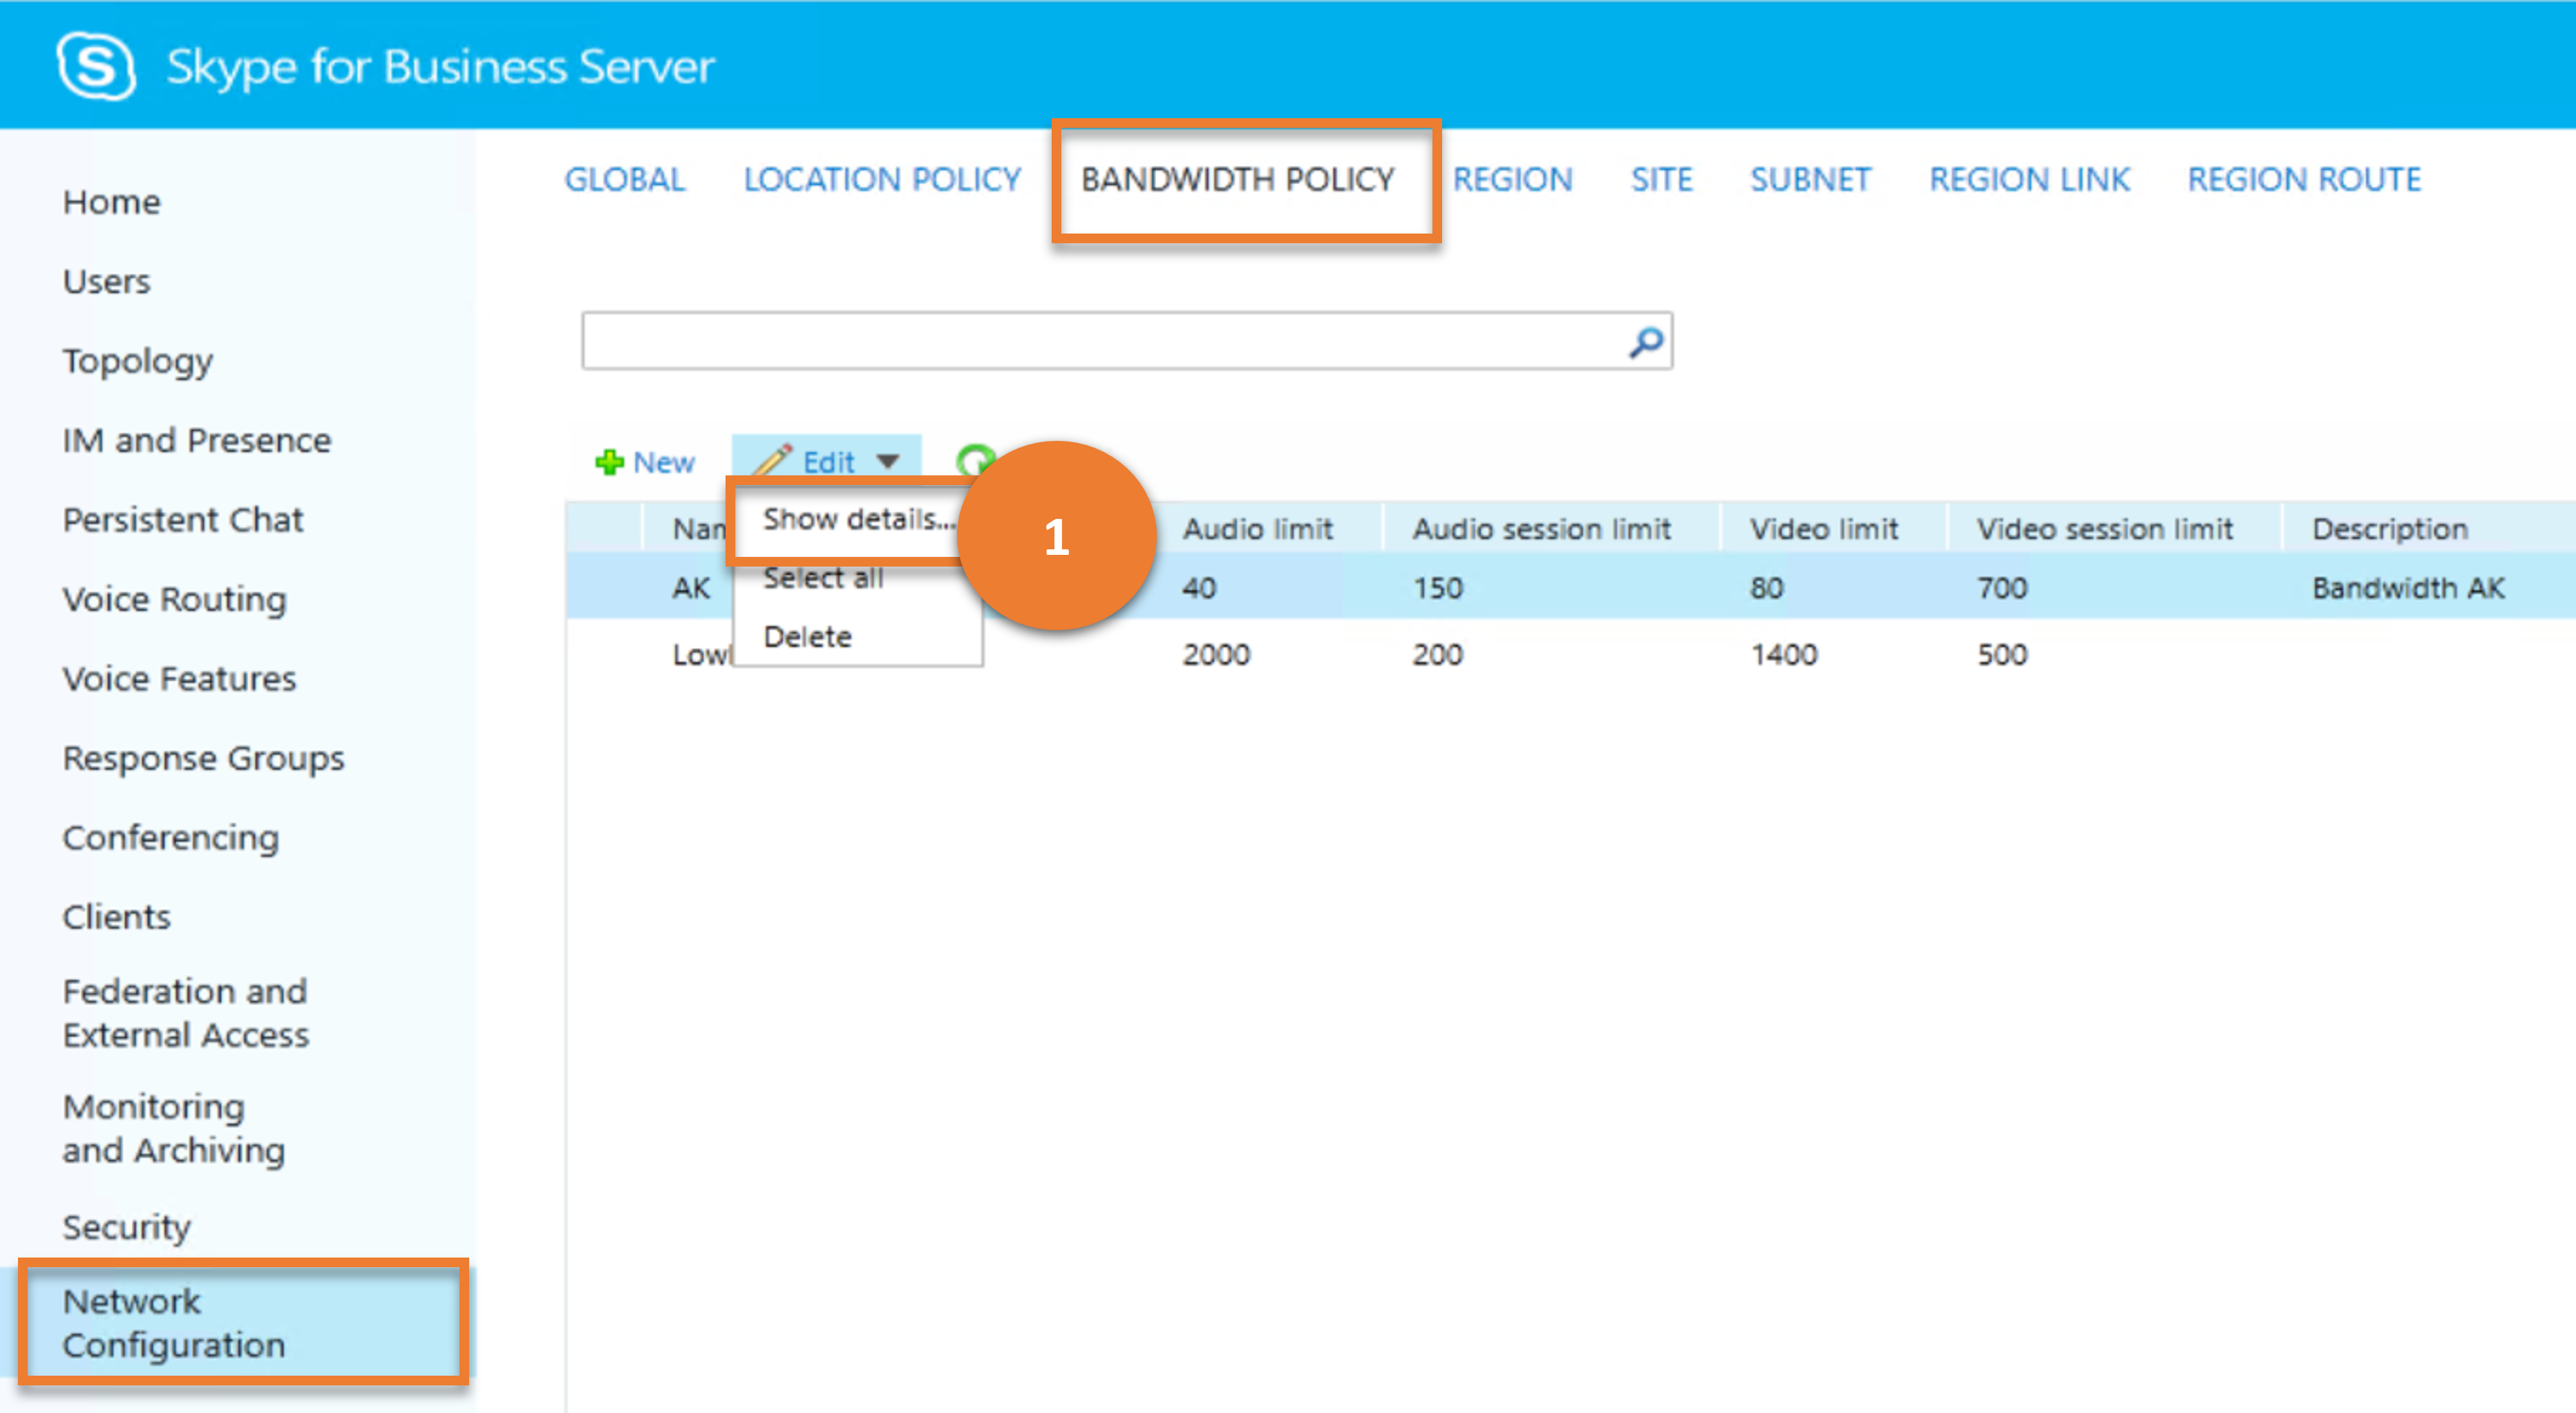 Skype for Business Server
GLOBAL LOCATION POLICY BANDWIDTH POLICY REGION SITE SUBNET REGION LINK REGION ROUTE
Home
Users
Topology
IM and Presence
Persistent Chat
Voice Routing
Voice Features
Response Groups
Conferencing
Clients
Federation and
External Access
Monitoring
and Archiving
Security
Network
Configuration
New Edit
Show details...
Select all
Delete
1
Audio limit Audio session limit Video limit Video session limit Description
AK 40 150 80 700 Bandwidth AK
2000 200 1400 500